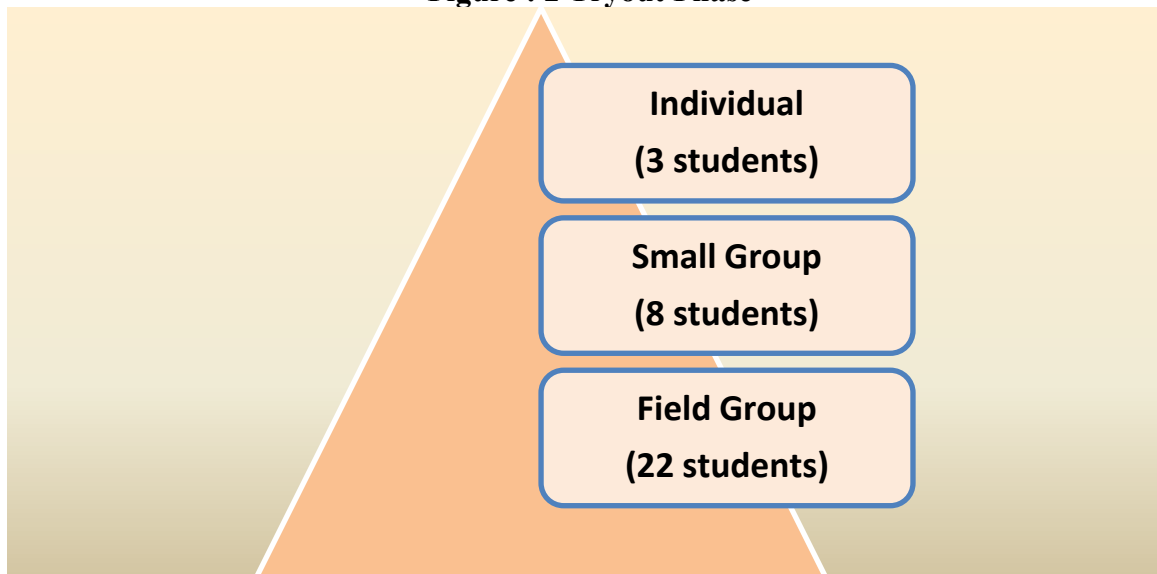 Individual
(3 students)
Small Group
(8 students)
Field Group
(22 students)